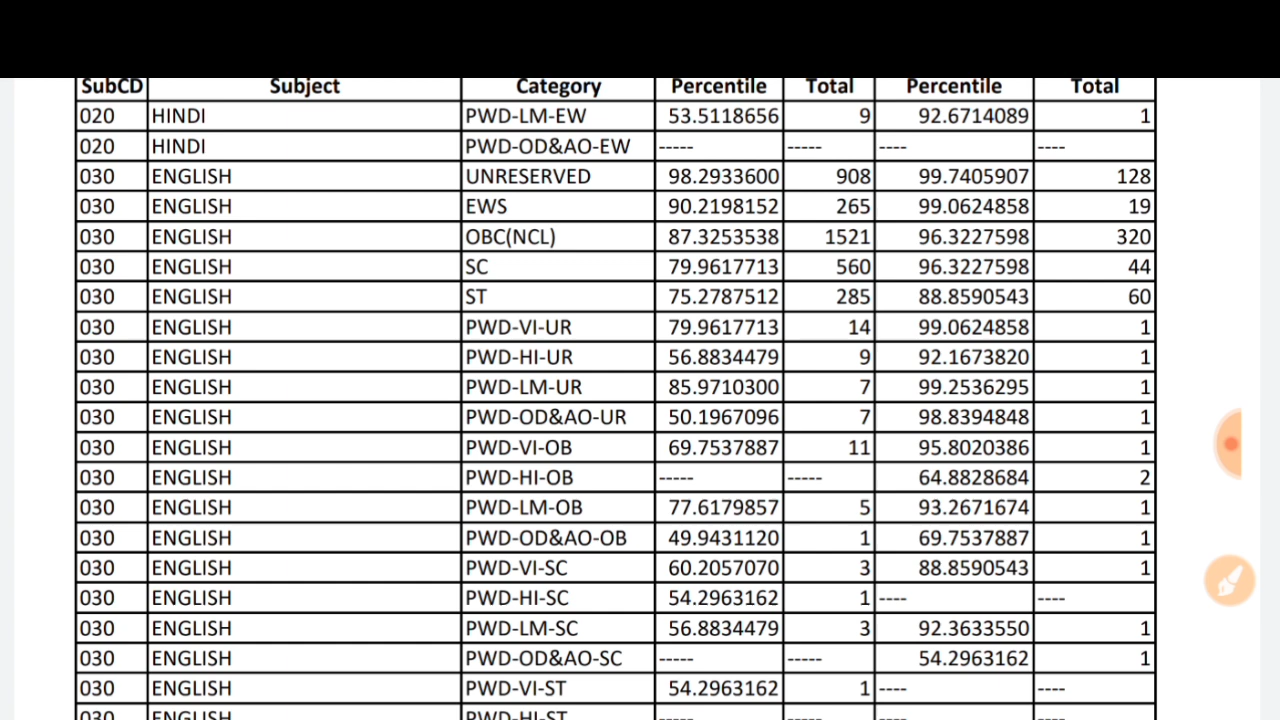 SubCD Subject Category Percentile Total Percentile Total
020 HINDI PWD-LM-EW 53.5118656 9 92.6714089 1
020 HINDI PWD-OD&AO-EW ----- ----- ---- ----
030 ENGLISH UNRESERVED 98.2933600 908 99.7405907 128
030 ENGLISH EWS 90.2198152 265 99.0624858 19
030 ENGLISH OBC(NCL) 87.3253538 1521 96.3227598 320
030 ENGLISH SC 79.9617713 560 96.3227598 44
030 ENGLISH ST 75.2787512 285 88.8590543 60
030 ENGLISH PWD-VI-UR 79.9617713 14 99.0624858 1
030 ENGLISH PWD-HI-UR 56.8834479 9 92.1673820 1
030 ENGLISH PWD-LM-UR 85.9710300 7 99.2536295 1
030 ENGLISH PWD-OD&AO-UR 50.1967096 7 98.8394848 1
030 ENGLISH PWD-VI-OB 69.7537887 11 95.8020386 1
030 ENGLISH PWD-HI-OB ----- ----- 64.8828684 2
030 ENGLISH PWD-LM-OB 77.6179857 5 93.2671674 1
030 ENGLISH PWD-OD&AO-OB 49.9431120 1 69.7537887 1
030 ENGLISH PWD-VI-SC 60.2057070 3 88.8590543 1
030 ENGLISH PWD-HI-SC 54.2963162 1 ---- ----
030 ENGLISH PWD-LM-SC 56.8834479 3 92.3633550 1
030 ENGLISH PWD-OD&AO-SC ----- ----- 54.2963162 1
030 ENGLISH PWD-VI-ST 54.2963162 1 ---- ----
030 ENGLISH PWD-HI-ST ----- ----- ---- ----